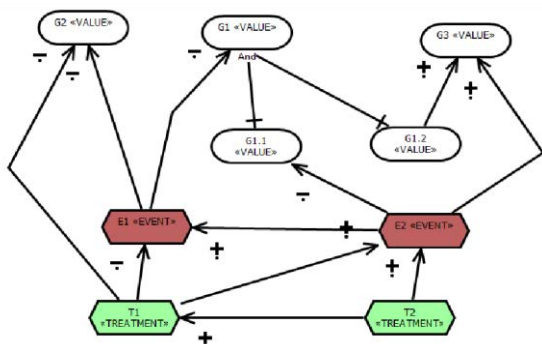 G2 «VALUE»
G1 «VALUE»
G3 «VALUE»
And
G1.1
«VALUE»
G1.2
«VALUE»
E1 «EVENT»
E2 «EVENT»
T1
«TREATMENT»
T2
«TREATMENT»